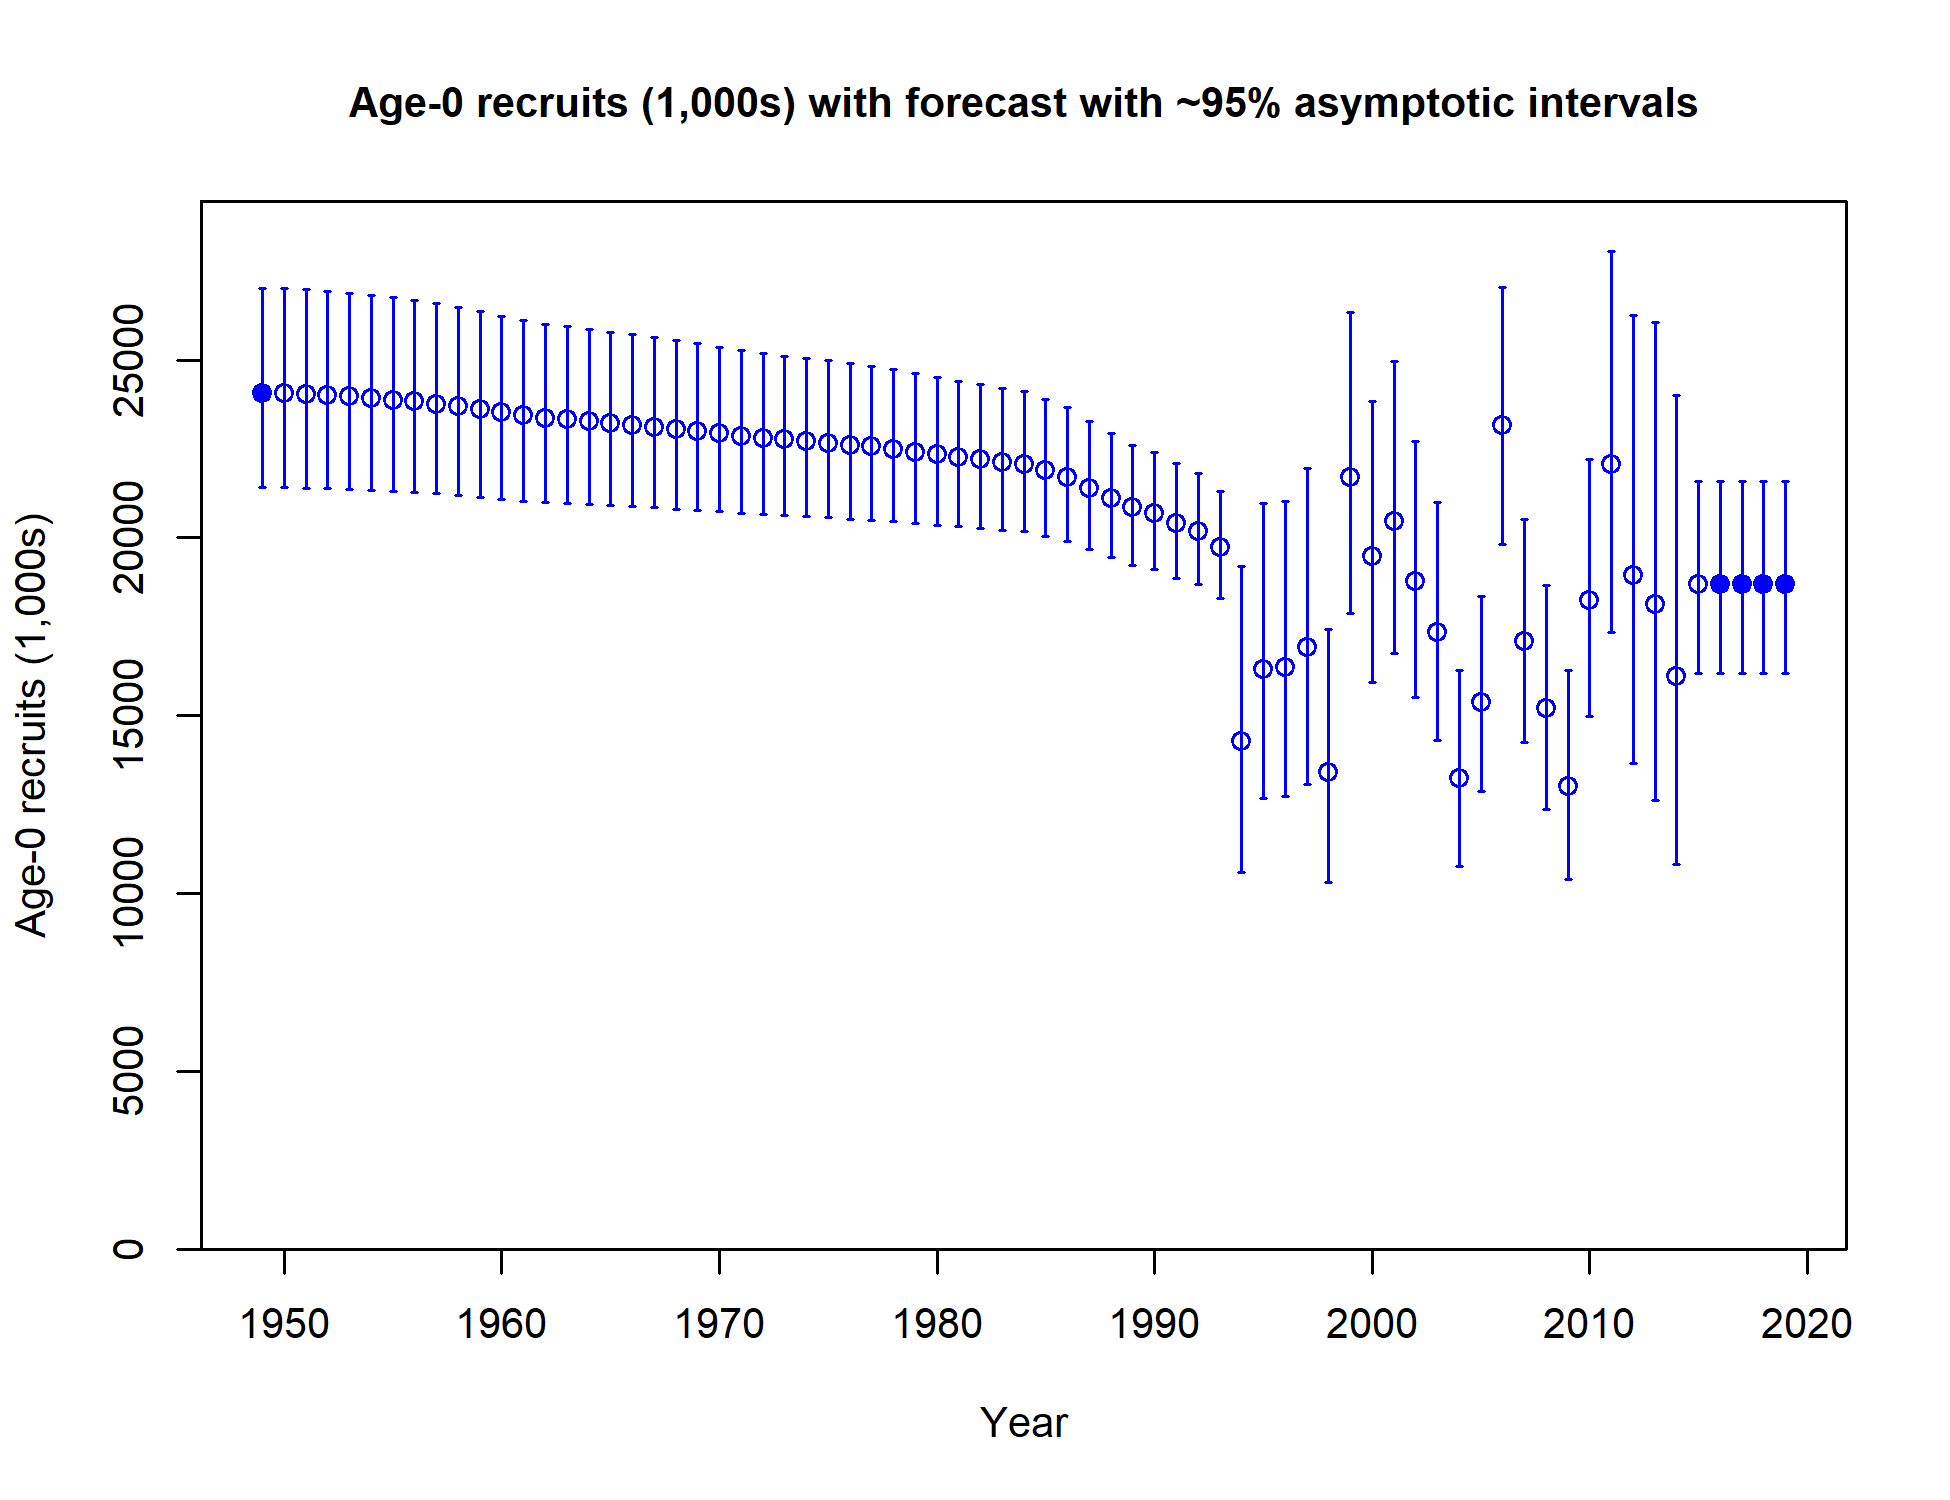 Age-0 recruits (1,000s) with forecast with ~95% asymptotic intervals
Age-0 recruits (1,000s)
25000
20000
15000
10000
5000
0
1950 1960 1970 1980 1990 2000 2010 2020
Year